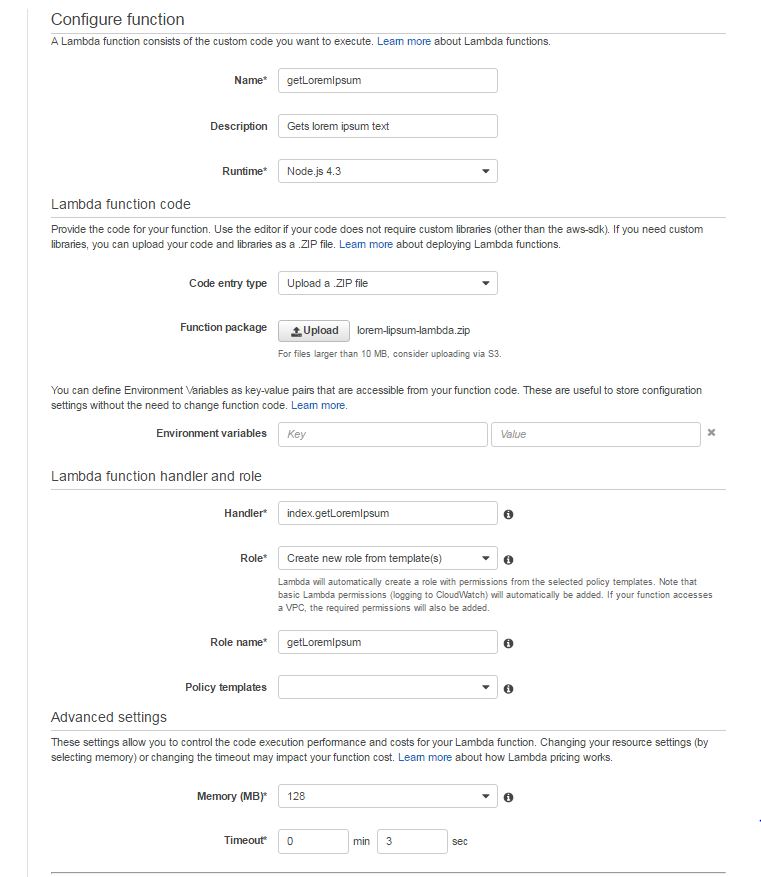 Configure function
A Lambda function consists of the custom code you want to execute. Learn more about Lambda functions.
Name* getLoremIpsum
Description Gets lorem ipsum text
Runtime* Node.js 4.3
Lambda function code
Provide the code for your function. Use the editor if your code does not require custom libraries (other than the aws-sdk). If you need custom
libraries, you can upload your code and libraries as a .ZIP file. Learn more about deploying Lambda functions.
Code entry type Upload a .ZIP file
Function package Upload lorem-lipsum-lambda.zip
For files larger than 10 MB, consider uploading via S3.
You can define Environment Variables as key-value pairs that are accessible from your function code. These are useful to store configuration
settings without the need to change function code. Learn more.
Environment variables Key Value
Lambda function handler and role
Handler* index.getLoremIpsum
Role* Create new role from template(s)
Lambda will automatically create a role with permissions from the selected policy templates. Note that
basic Lambda permissions (logging to CloudWatch) will automatically be added. If your function accesses
a VPC, the required permissions will also be added.
Role name* getLoremIpsum
Policy templates
Advanced settings
These settings allow you to control the code execution performance and costs for your Lambda function. Changing your resource settings (by
selecting memory) or changing the timeout may impact your function cost. Learn more about how Lambda pricing works.
Memory (MB)* 128
Timeout* 0 min 3 sec